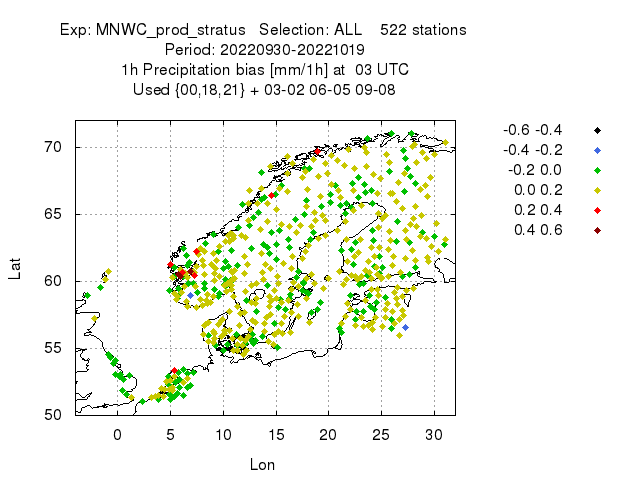 Exp: MNWC_prod_stratus Selection: ALL 522 stations
Period: 20220930-20221019
1h Precipitation bias [mm/1h] at 03 UTC
Used {00,18,21} + 03-02 06-05 09-08
-0.6 -0.4
-0.4 -0.2
-0.2 0.0
0.0 0.2
0.2 0.4
0.4 0.6
70
65
60
55
50
Lat
0 5 10 15 20 25 30
Lon